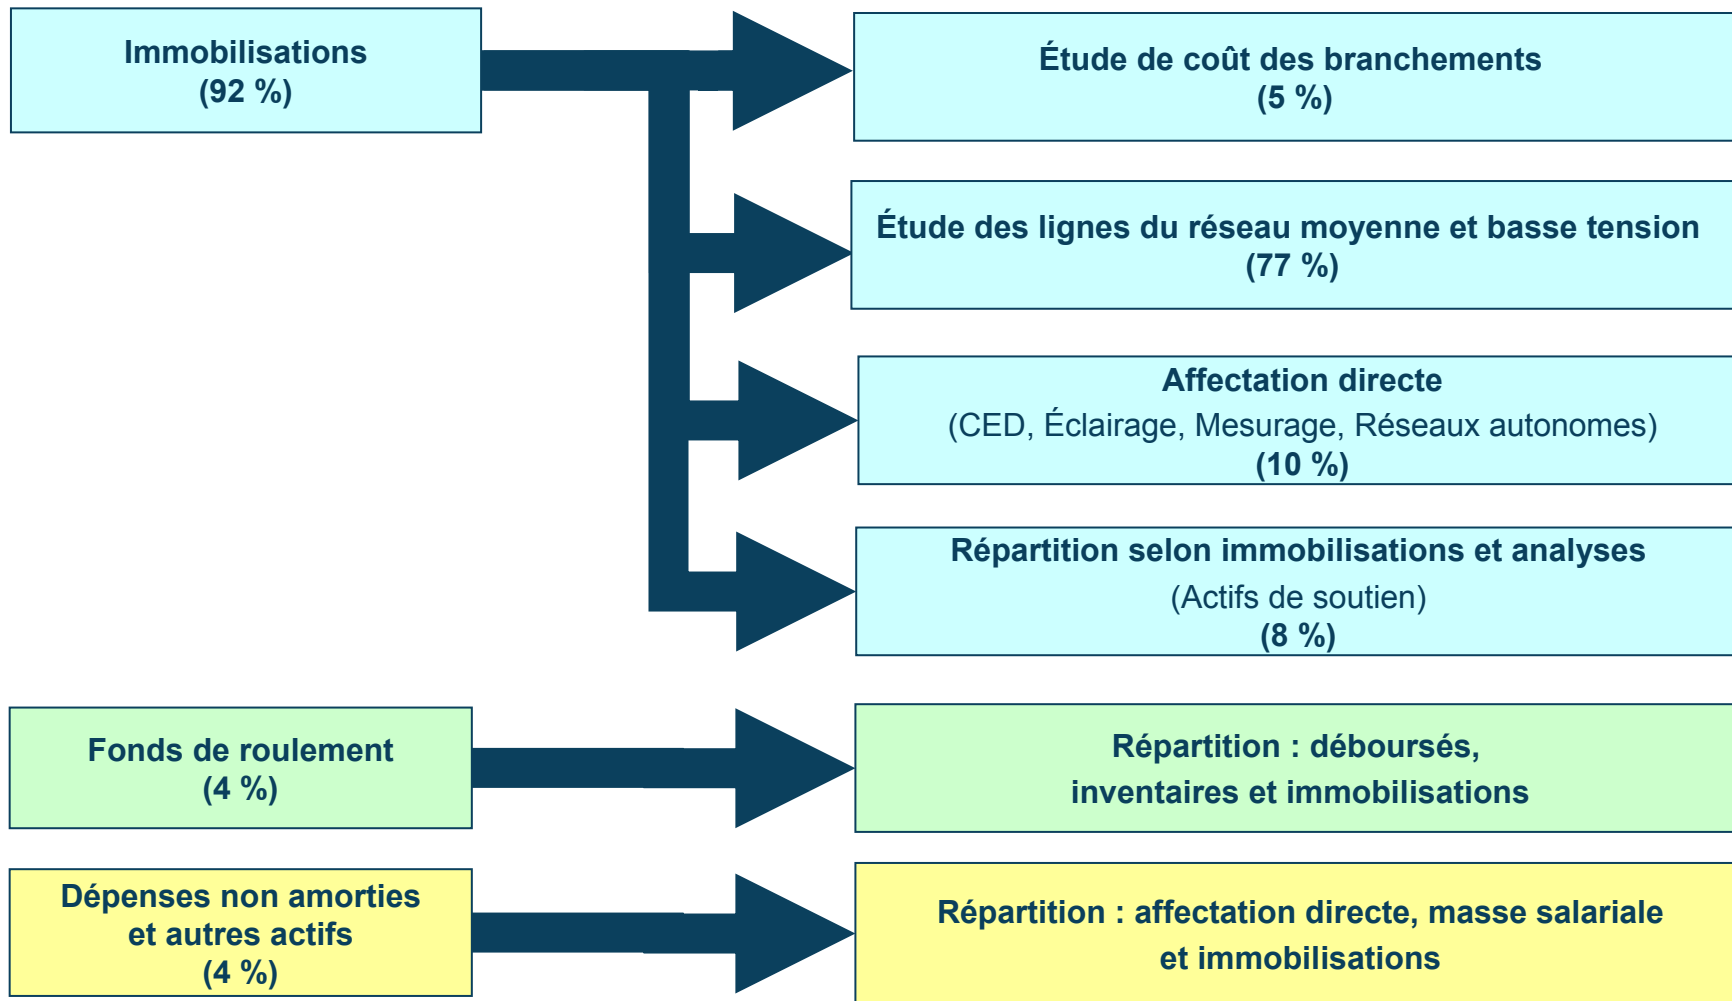 Immobilisations
(92 %)
Étude de coût des branchements
(5 %)
Étude des lignes du réseau moyenne et basse tension
(77 %)
Affectation directe
(CED, Éclairage, Mesurage, Réseaux autonomes)
(10 %)
Répartition selon immobilisations et analyses
(Actifs de soutien)
(8 %)
Fonds de roulement
(4 %)
Répartition : déboursés,
inventaires et immobilisations
Dépenses non amorties
et autres actifs
(4 %)
Répartition : affectation directe, masse salariale
et immobilisations